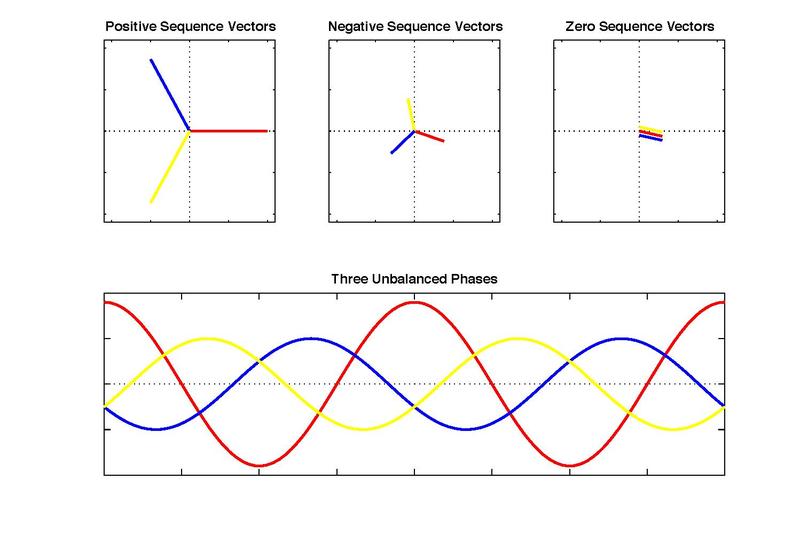 Positive Sequence Vectors
Negative Sequence Vectors
Zero Sequence Vectors
Three Unbalanced Phases